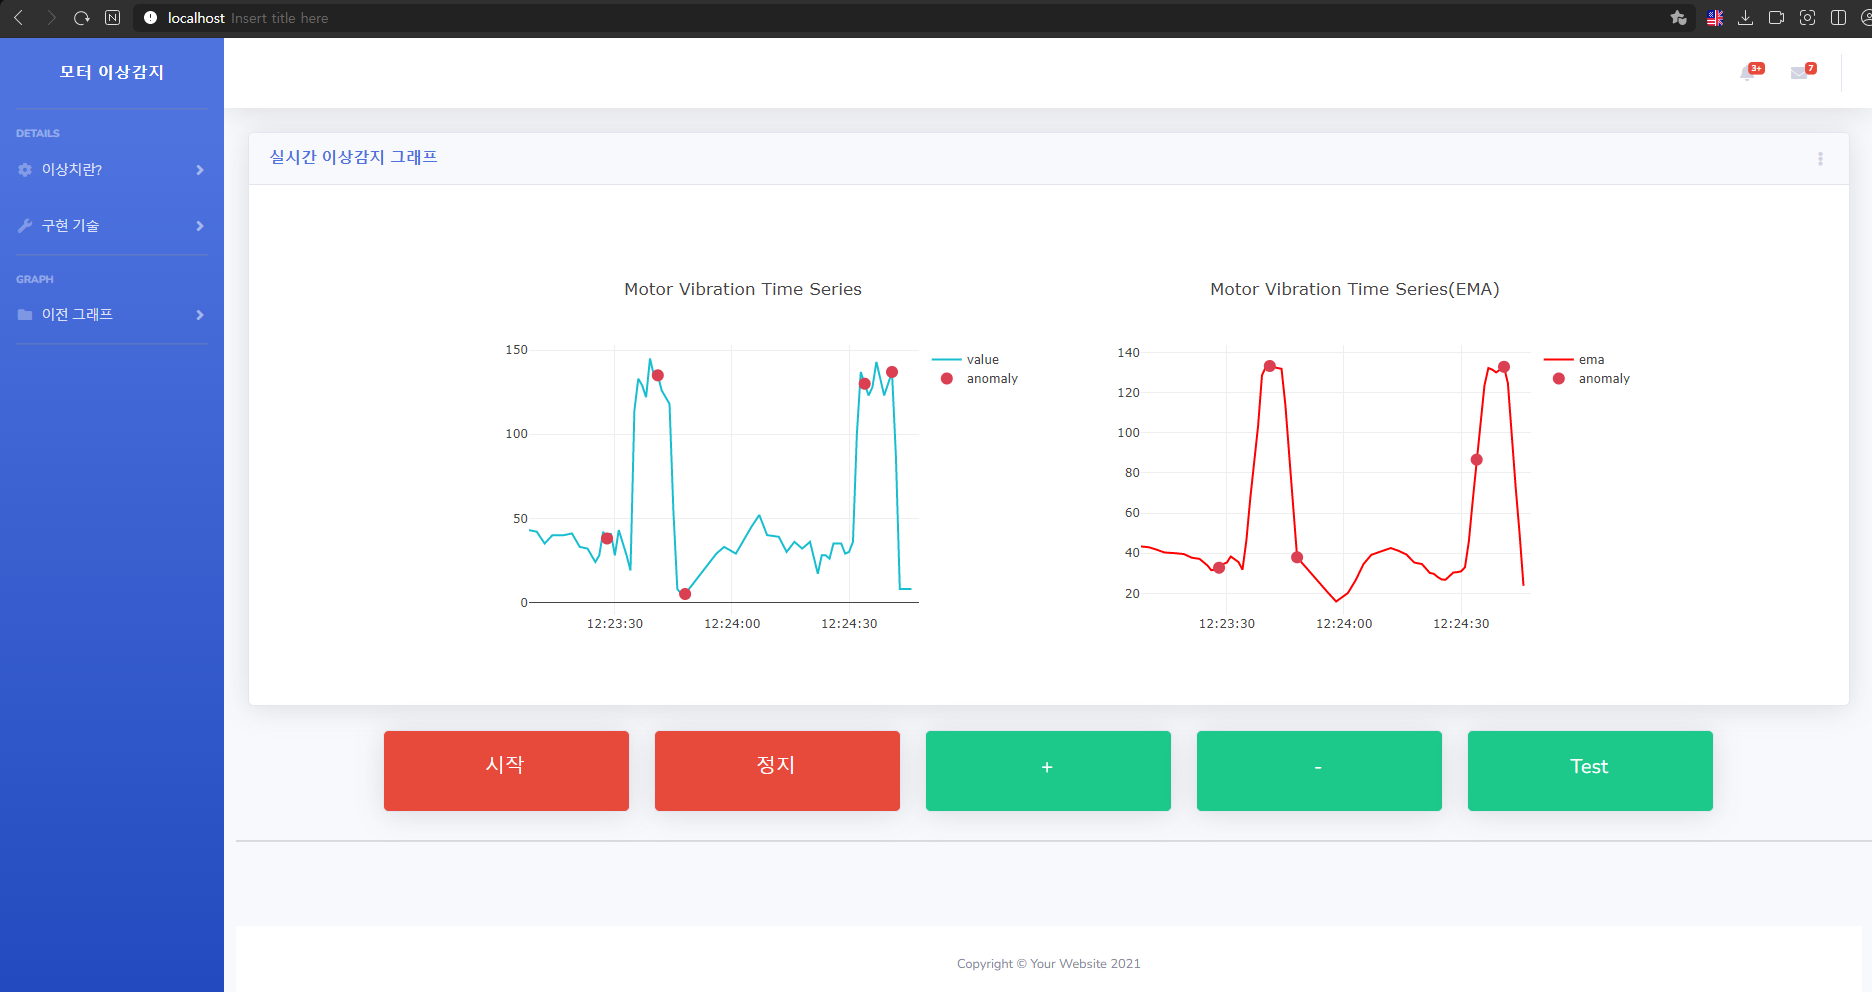 localhost Insert title here
모터 이상감지
3+
7
DETAILS
이상치란?
구현 기술
GRAPH
이전 그래프
실시간 이상감지 그래프
Motor Vibration Time Series
150
100
50
0
12:23:30
12:24:00
12:24:30
value
anomaly
Motor Vibration Time Series(EMA)
140
120
100
80
60
40
20
12:23:30
12:24:00
12:24:30
ema
anomaly
시작
정지
+
-
Test
Copyright © Your Website 2021